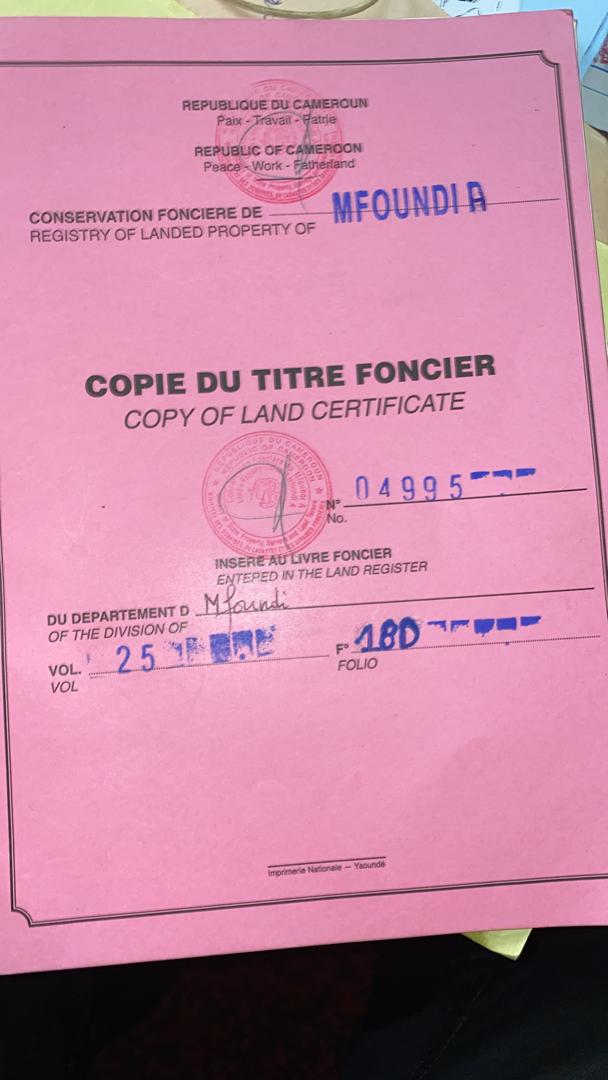 REPUBLIQUE DU CAMEROUN
Paix - Travail - Patrie
REPUBLIC OF CAMEROON
Peace - Work - Fatherland
CONSERVATION FONCIERE DE MFOUNDI A
REGISTRY OF LANDED PROPERTY OF
COPIE DU TITRE FONCIER
COPY OF LAND CERTIFICATE
N° 04995
No.
INSERE AU LIVRE FONCIER
ENTEPED IN THE LAND REGISTER
DU DEPARTEMENT D Mfoundi
OF THE DIVISION OF
VOL. 25 F° 180
VOL FOLIO
Imprimerie Nationale – Yaoundé